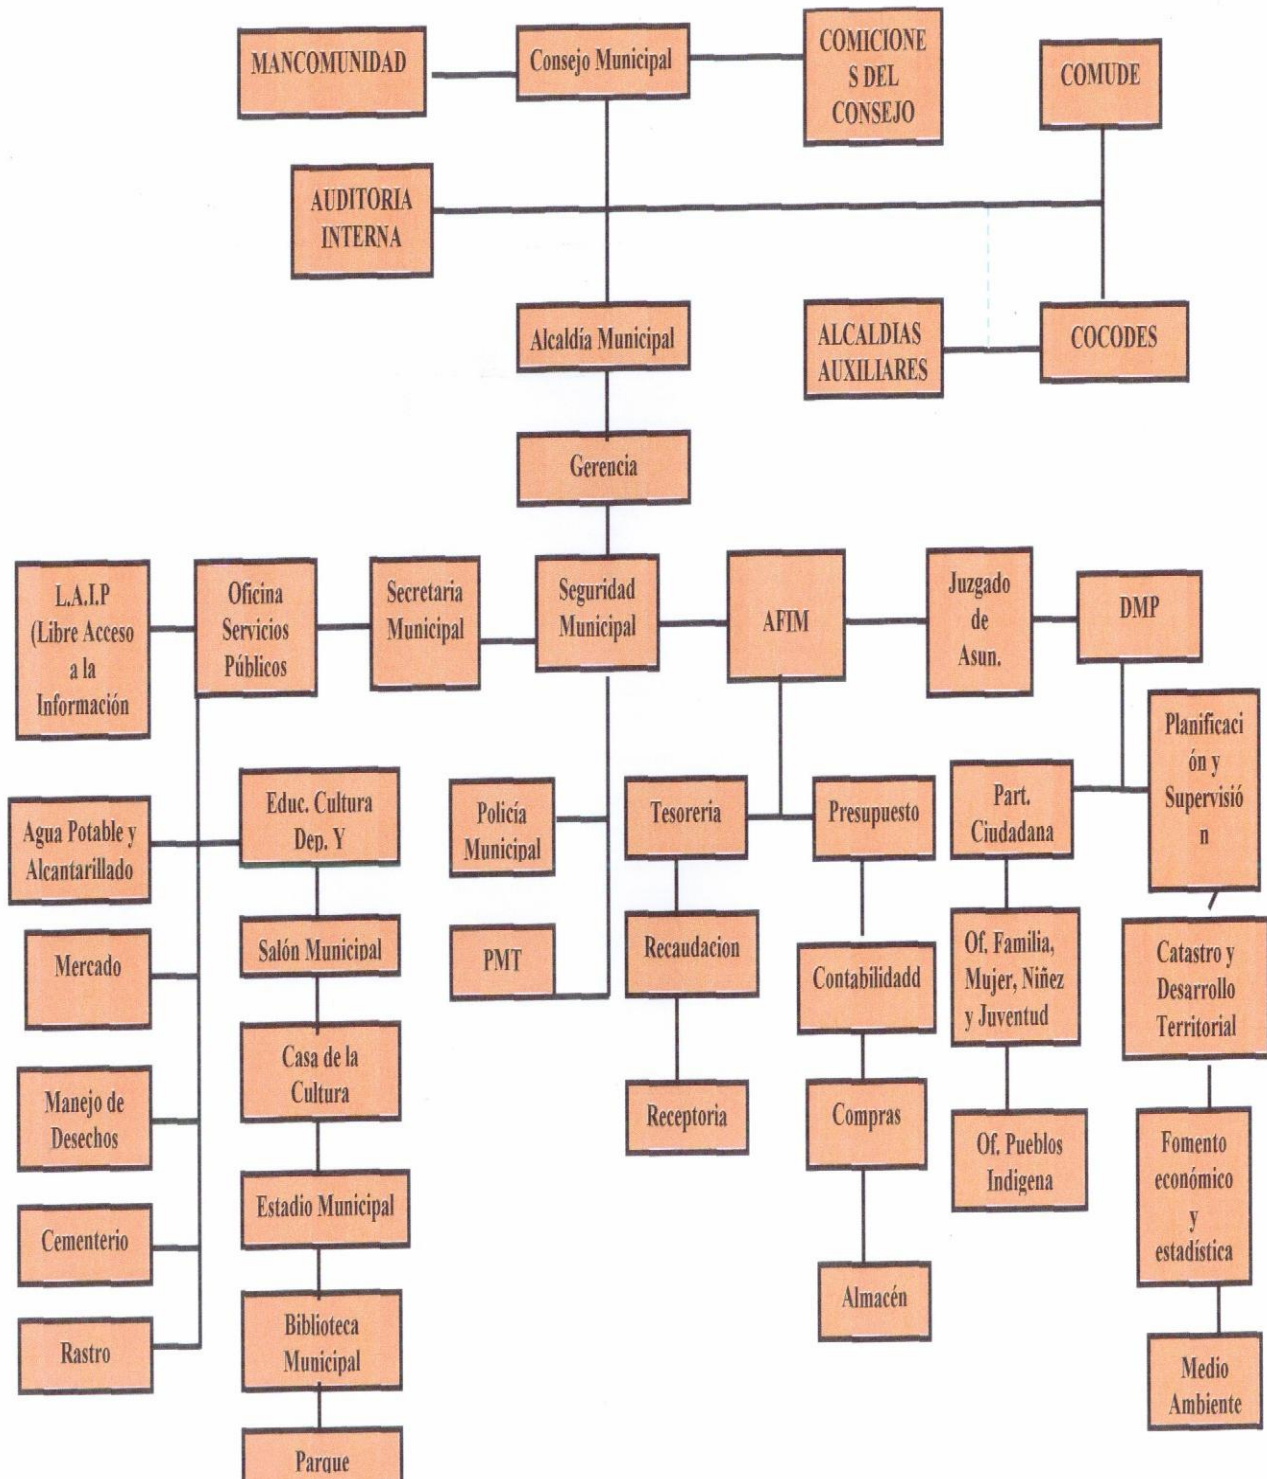 MANCOMUNIDAD
Consejo Municipal
COMICIONE
S DEL
CONSEJO
COMUDE
AUDITORIA
INTERNA
Alcaldía Municipal
ALCALDIAS
AUXILIARES
COCODES
Gerencia
L.A.I.P
(Libre Acceso
a la
Información
Oficina
Servicios
Públicos
Secretaria
Municipal
Seguridad
Municipal
AFIM
Juzgado
de
Asun.
DMP
Planificaci
ón y
Supervisió
n
Agua Potable y
Alcantarillado
Educ. Cultura
Dep. Y
Policía
Municipal
Tesoreria
Presupuesto
Part.
Ciudadana
Mercado
Salón Municipal
PMT
Recaudacion
Contabilidadd
Of. Familia,
Mujer, Niñez
y Juventud
Catastro y
Desarrollo
Territorial
Manejo de
Desechos
Casa de la
Cultura
Receptoria
Compras
Of. Pueblos
Indigena
Fomento
económico
y
estadística
Cementerio
Estadio Municipal
Almacén
Rastro
Biblioteca
Municipal
Medio
Ambiente
Parque